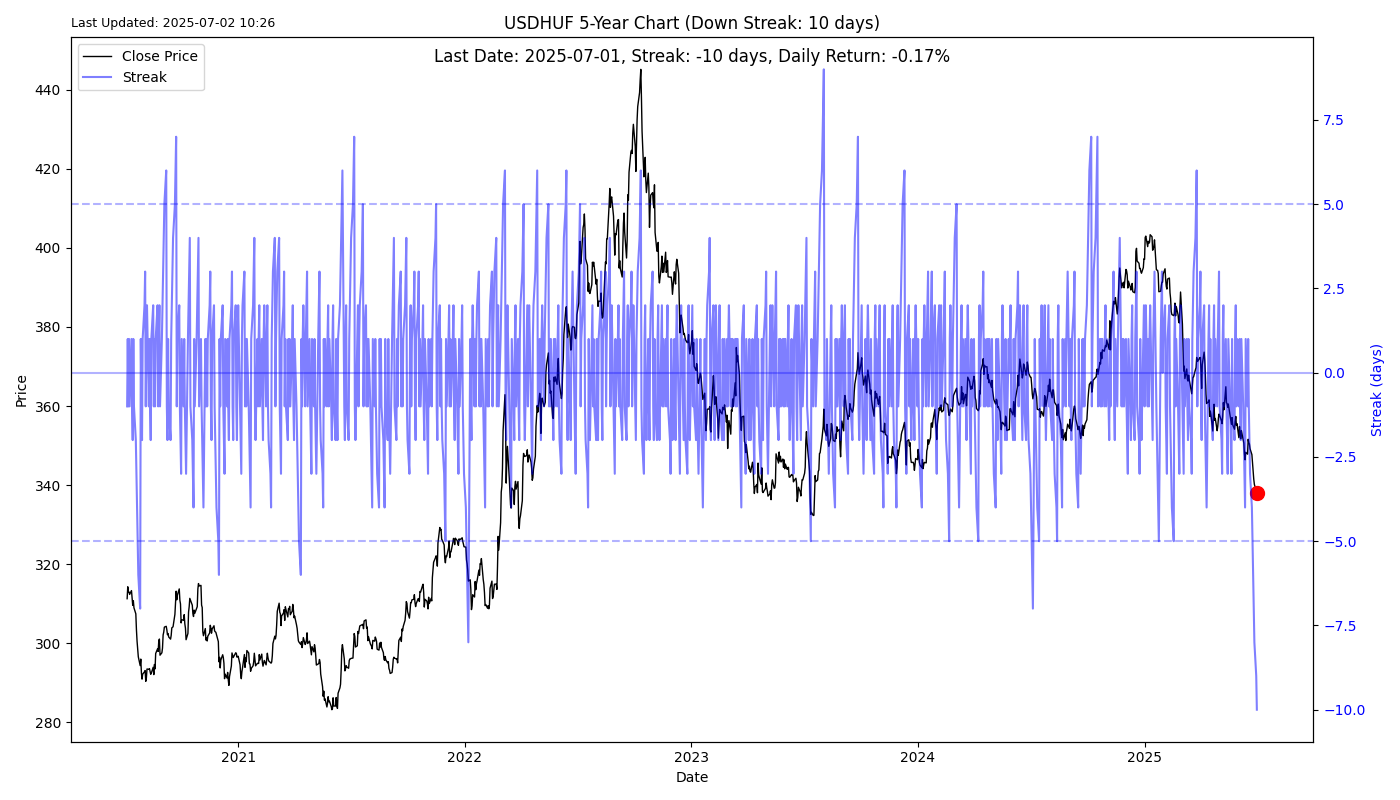 Last Updated: 2025-07-02 10:26
USDHUF 5-Year Chart (Down Streak: 10 days)
Last Date: 2025-07-01, Streak: -10 days, Daily Return: -0.17%
Close Price
Streak
Price
440
420
400
380
360
340
320
300
280
7.5
5.0
2.5
0.0
−2.5
−5.0
−7.5
−10.0
Streak (days)
2021
2022
2023
2024
2025
Date